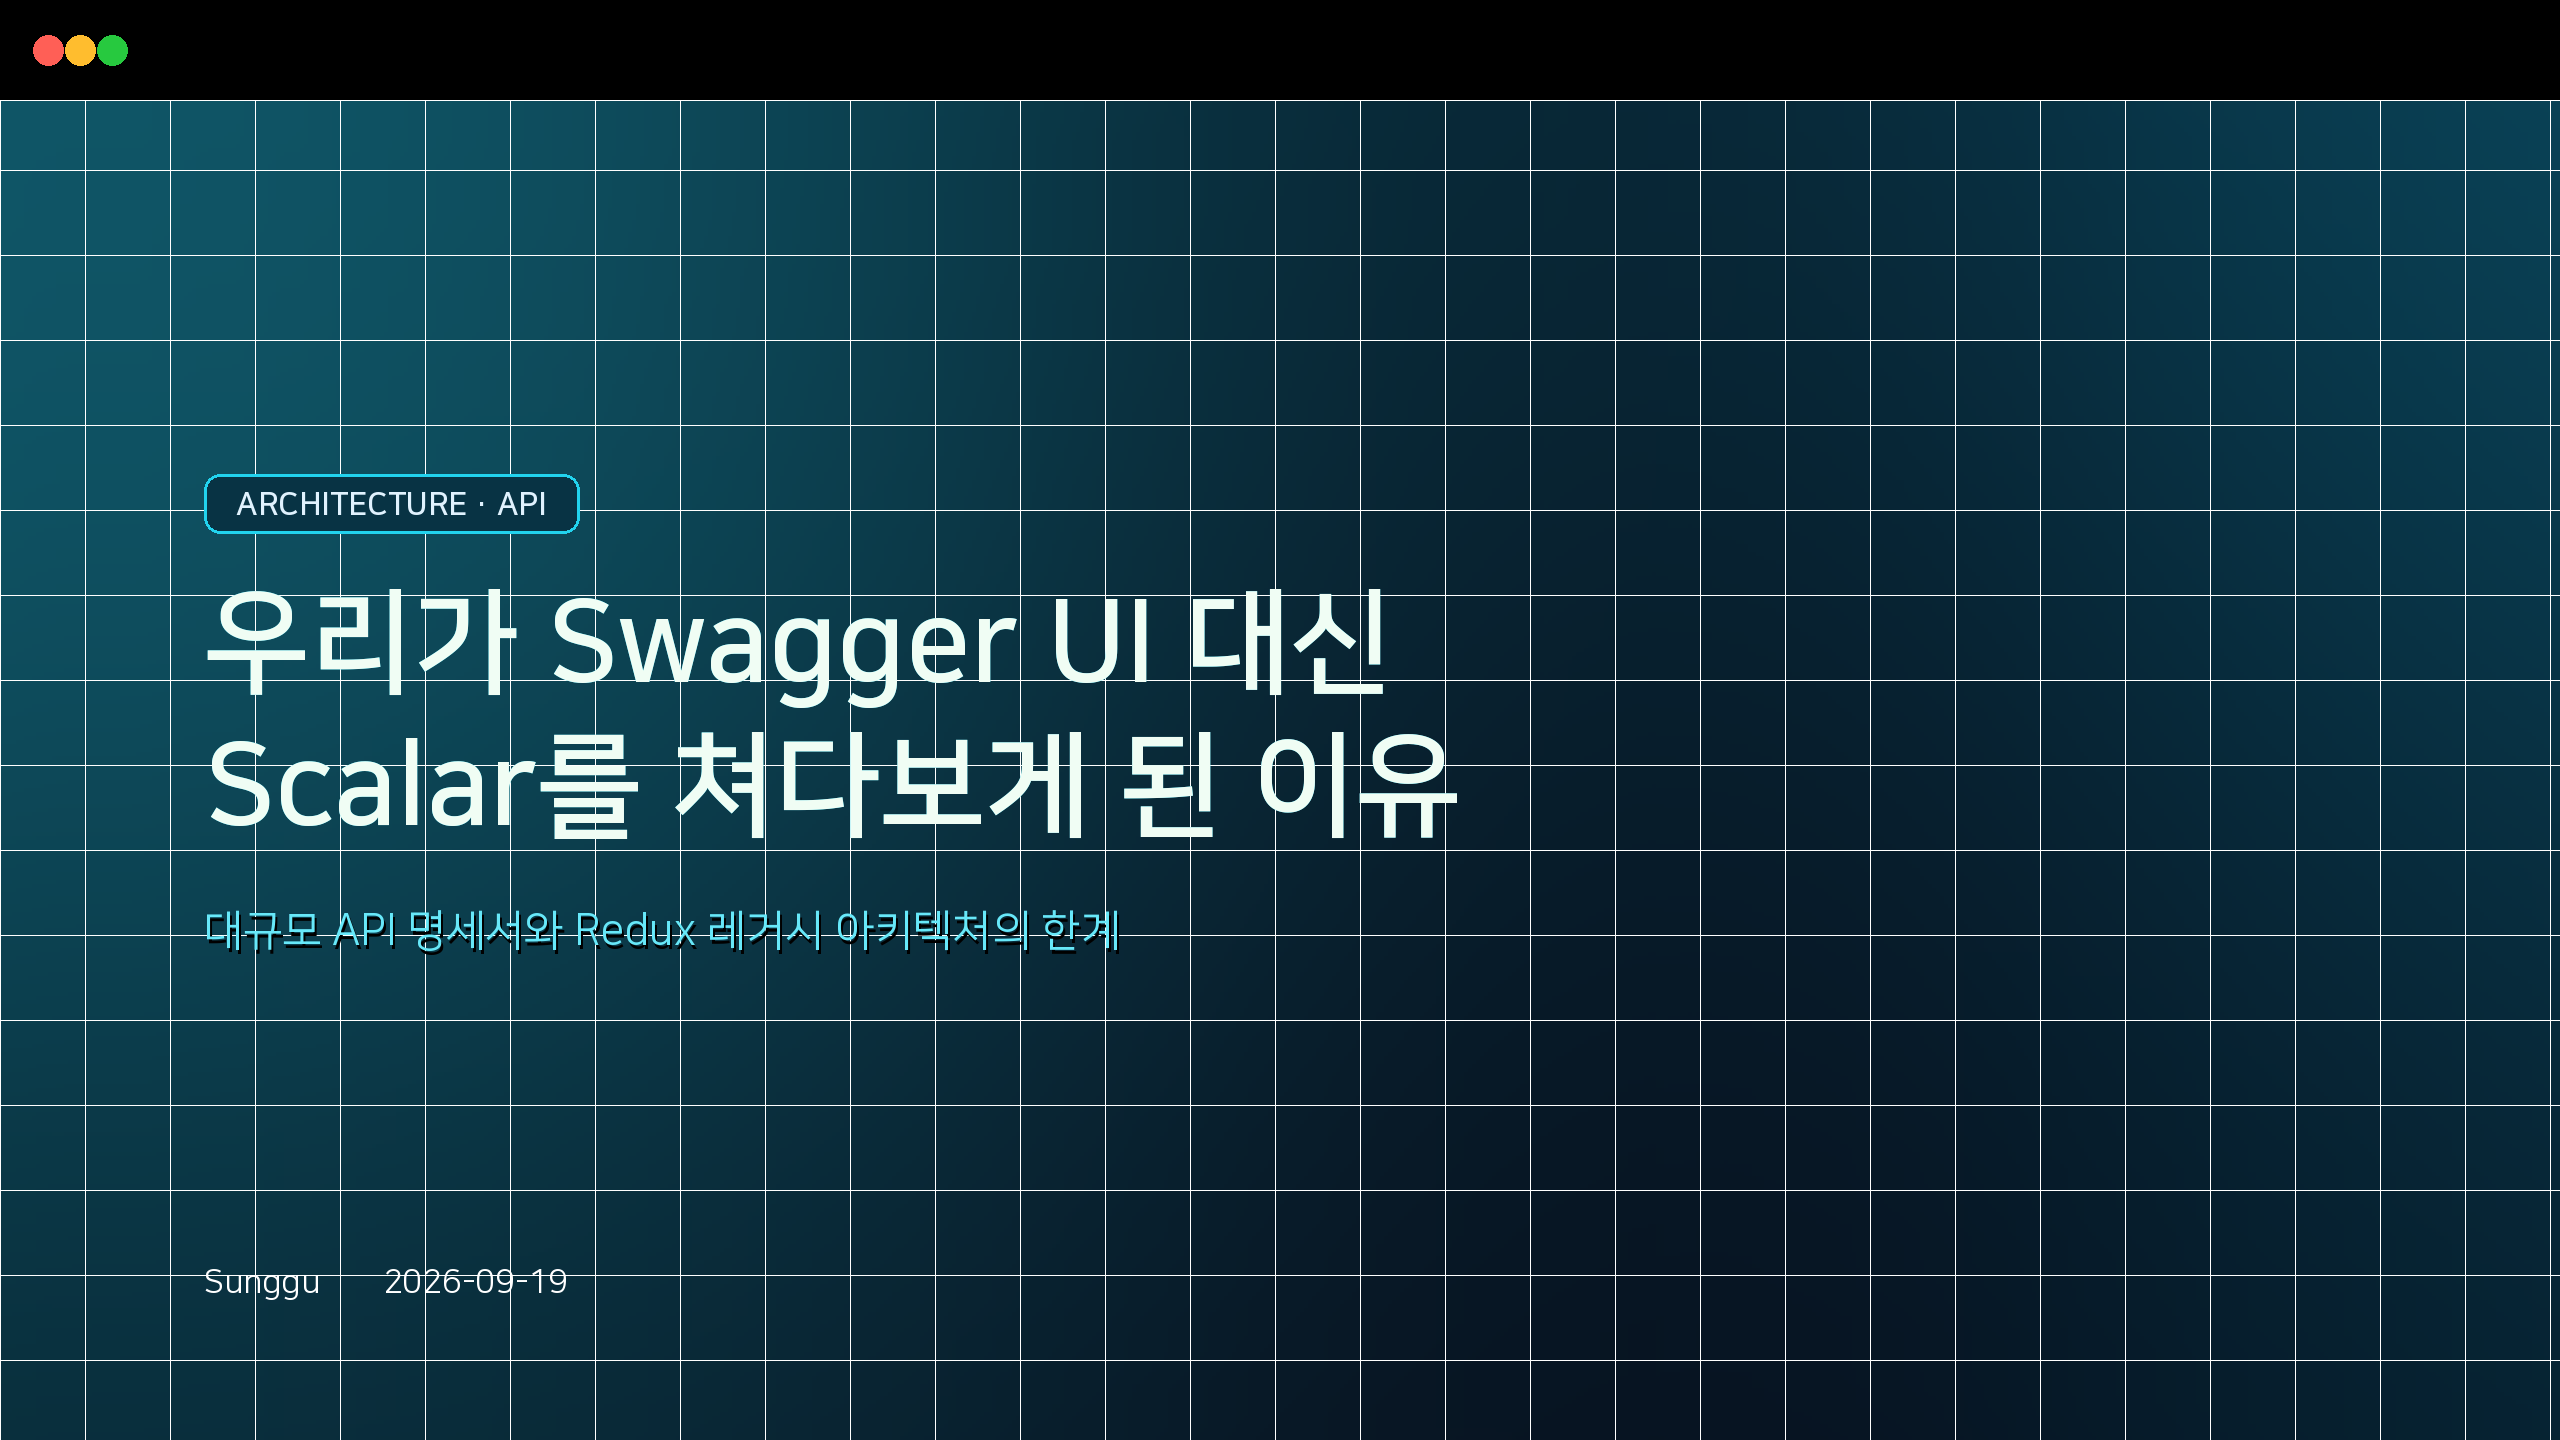 ARCHITECTURE · API
우리가 Swagger UI 대신
Scalar를 쳐다보게 된 이유
대규모 API 명세서와 Redux 레거시 아키텍쳐의 한계
Sunggu 2026-09-19